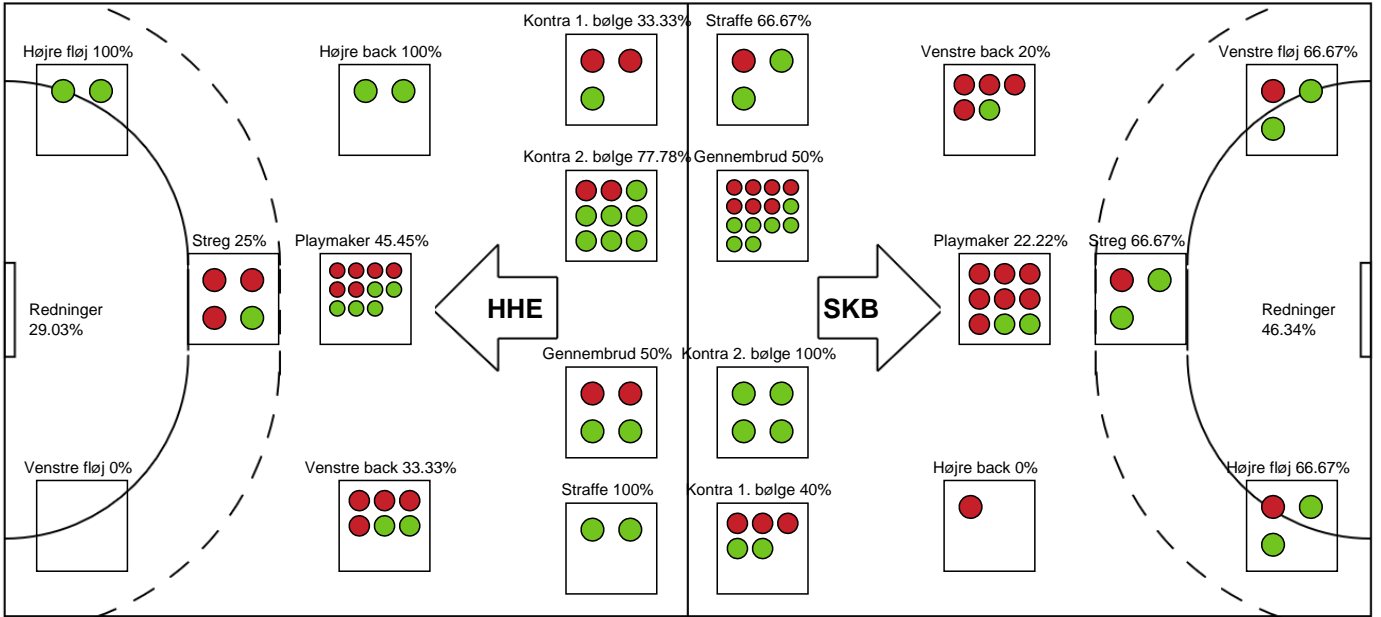 Kontra 1. bølge 33.33%
Straffe 66.67%
Højre fløj 100%
Højre back 100%
Venstre back 20%
Venstre fløj 66.67%
Kontra 2. bølge 77.78%
Gennembrud 50%
Streg 25%
Playmaker 45.45%
Playmaker 22.22%
Streg 66.67%
Redninger
29.03%
HHE
SKB
Redninger
46.34%
Gennembrud 50%
Kontra 2. bølge 100%
Venstre fløj 0%
Venstre back 33.33%
Højre back 0%
Højre fløj 66.67%
Straffe 100%
Kontra 1. bølge 40%